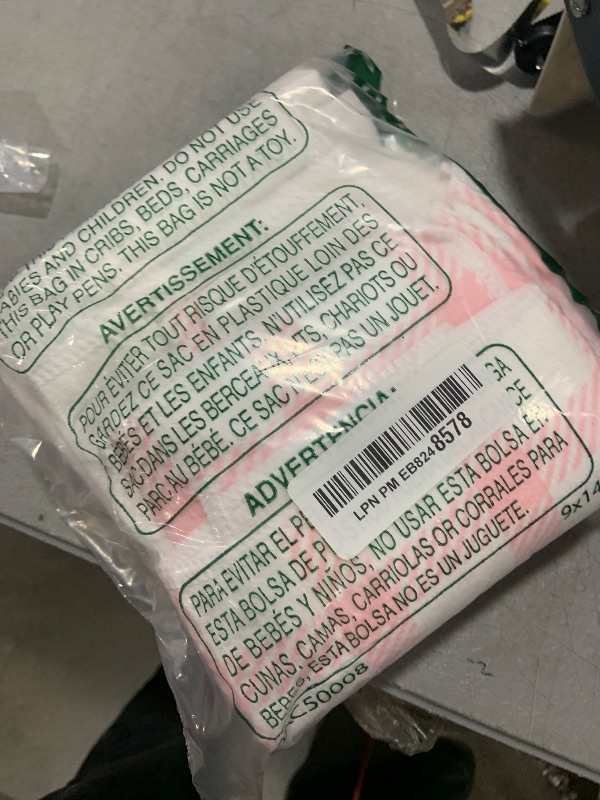 ABIES AND CHILDREN. DO NOT USE
THIS BAG IN CRIBS, BEDS, CARRIAGES
OR PLAY PENS. THIS BAG IS NOT A TOY.
AVERTISSEMENT:
POUR ÉVITER TOUT RISQUE D'ÉTOUFFEMENT,
GARDEZ CE SAC EN PLASTIQUE LOIN DES
BÉBÉS ET LES ENFANTS. N'UTILISEZ PAS CE
SAC DANS LES BERCEAUX, LITS CHARIOTS OU
PARC AU BÉBÉ. CE SAC N'EST PAS UN JOUET.
ADVERTENCIA:
PARA EVITAR EL
ESTA BOLSA DE
DE BEBÉS Y NIÑOS, NO USAR ESTA BOLSA EN
CUNAS, CAMAS, CARRIOLAS OR CORRALES PARA
BEBES, ESTA BOLSA NO ES UN JUGUETE.
LPN PM EB8248578
9x14
C50008